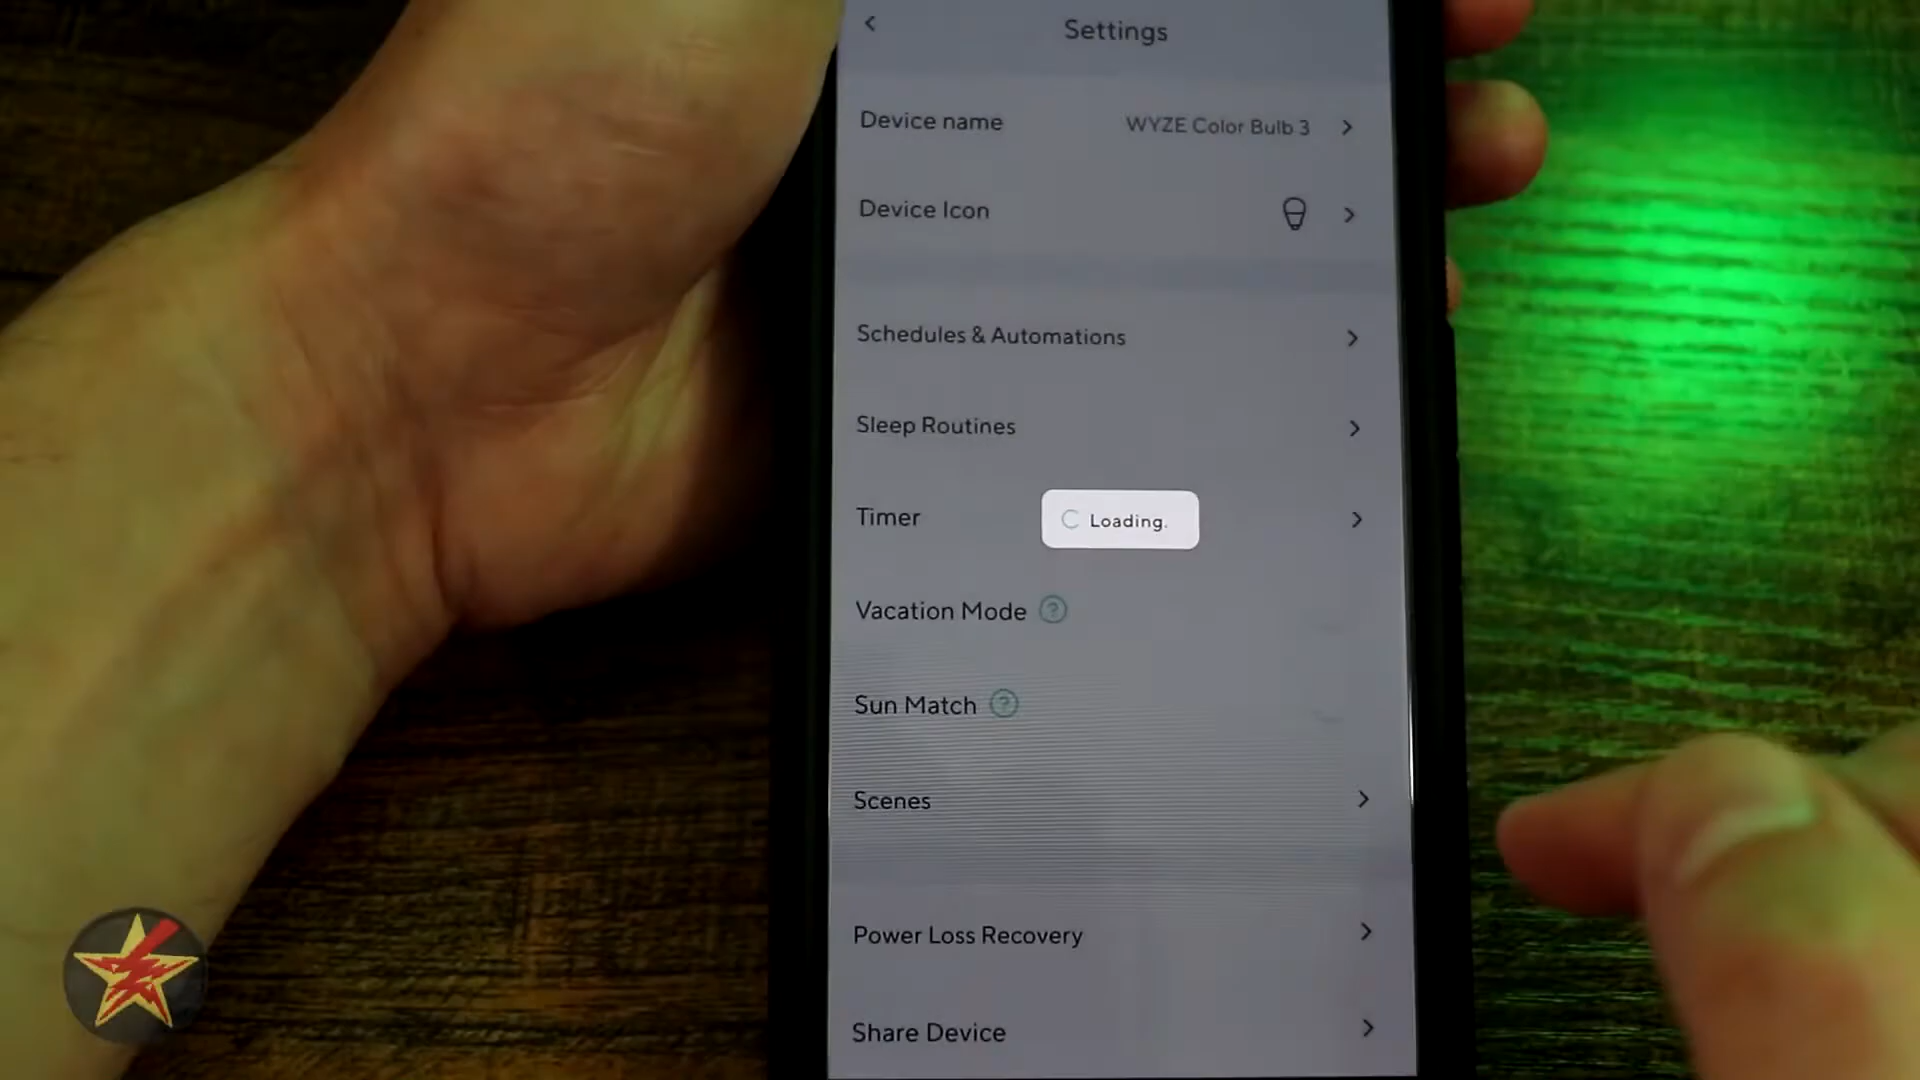 Settings
Device name WYZE Color Bulb 3
Device Icon
Schedules & Automations
Sleep Routines
Timer
Loading.
Vacation Mode ?
Sun Match ?
Scenes
Power Loss Recovery
Share Device